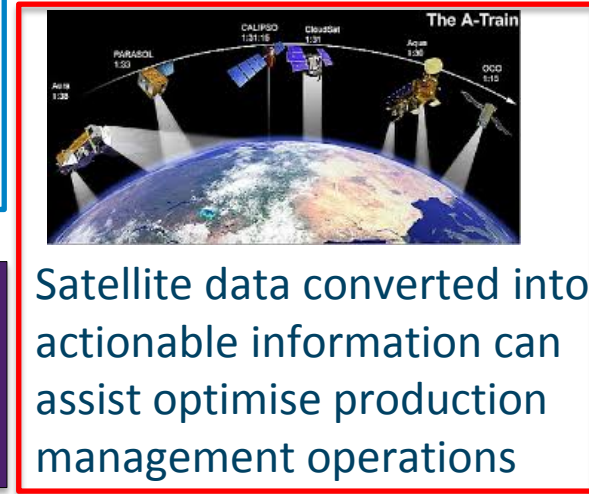 The A-Train
CALIPSO
1:31:15
CloudSat
1:31
Aqua
1:30
PARASOL
1:33
OCO
1:15
Aura
1:38
Satellite data converted into
actionable information can
assist optimise production
management operations